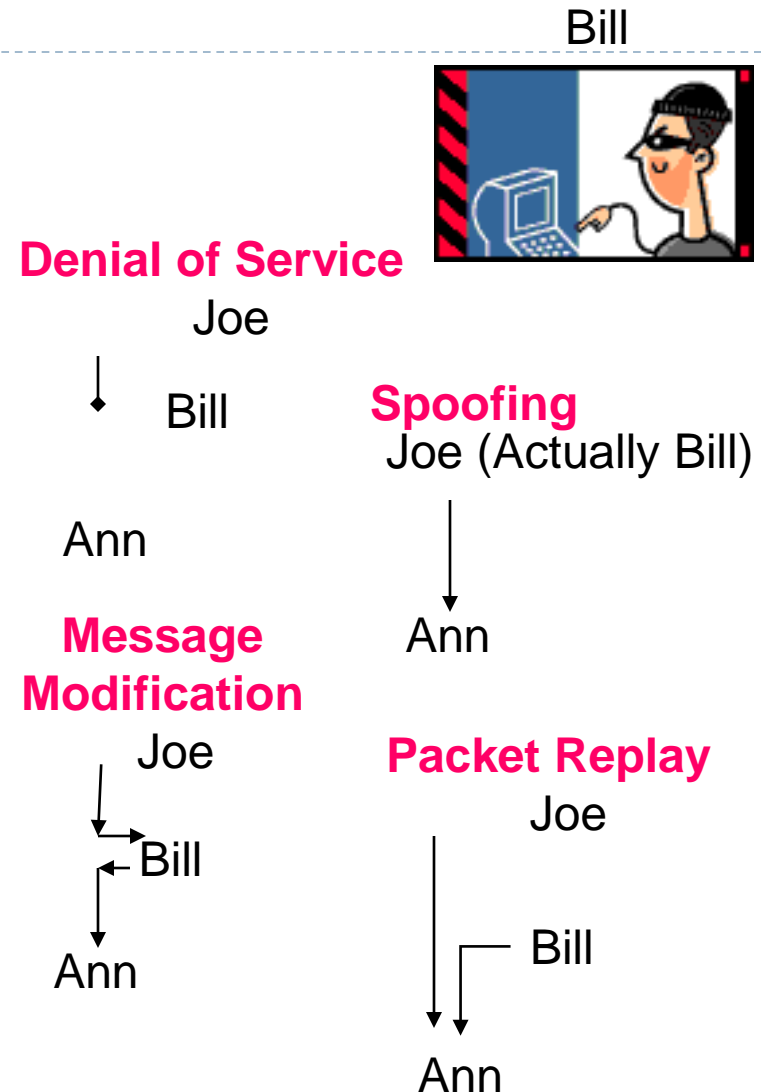 Bill
Denial of Service
Joe
Bill
Ann
Spoofing
Joe (Actually Bill)
Ann
Message
Modification
Joe
Bill
Ann
Packet Replay
Joe
Bill
Ann